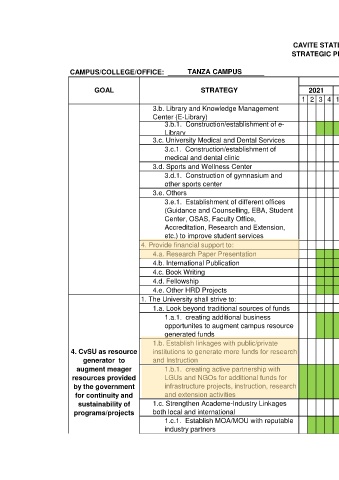 CAVITE STAT
STRATEGIC P
CAMPUS/COLLEGE/OFFICE: TANZA CAMPUS
GOAL STRATEGY 2021
1 2 3 4 1
3.b. Library and Knowledge Management
Center (E-Library)
3.b.1. Construction/establishment of e-
Library
3.c. University Medical and Dental Services
3.c.1. Construction/establishment of
medical and dental clinic
3.d. Sports and Wellness Center
3.d.1. Construction of gymnasium and
other sports center
3.e. Others
3.e.1. Establishment of different offices
(Guidance and Counselling, EBA, Student
Center, OSAS, Faculty Office,
Accreditation, Research and Extension,
etc.) to improve student services
4. Provide financial support to:
4.a. Research Paper Presentation
4.b. International Publication
4.c. Book Writing
4.d. Fellowship
4.e. Other HRD Projects
4. CvSU as resource
generator to
augment meager
resources provided
by the government
for continuity and
sustainability of
programs/projects
1. The University shall strive to:
1.a. Look beyond traditional sources of funds
1.a.1. creating additional business
opportunites to augment campus resource
generated funds
1.b. Establish linkages with public/private
institutions to generate more funds for research
and Instruction
1.b.1. creating active partnership with
LGUs and NGOs for additional funds for
infrastructure projects, instruction, research
and extension activities
1.c. Strengthen Academe-Industry Linkages
both local and international
1.c.1. Establish MOA/MOU with reputable
industry partners